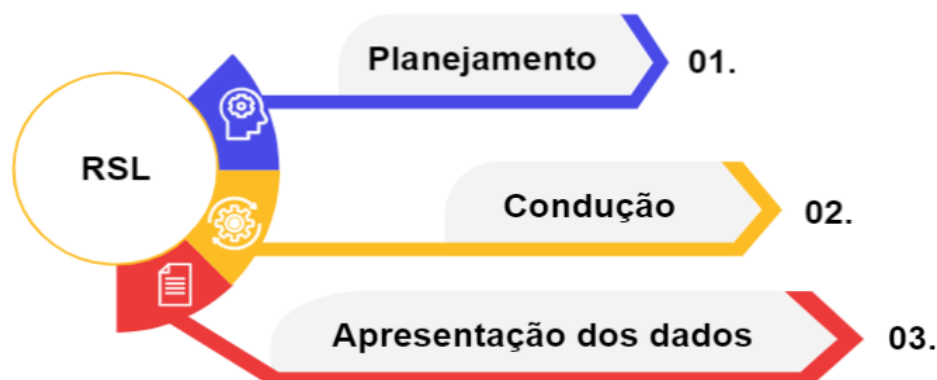 RSL
Planejamento
01.
Condução
02.
Apresentação dos dados
03.